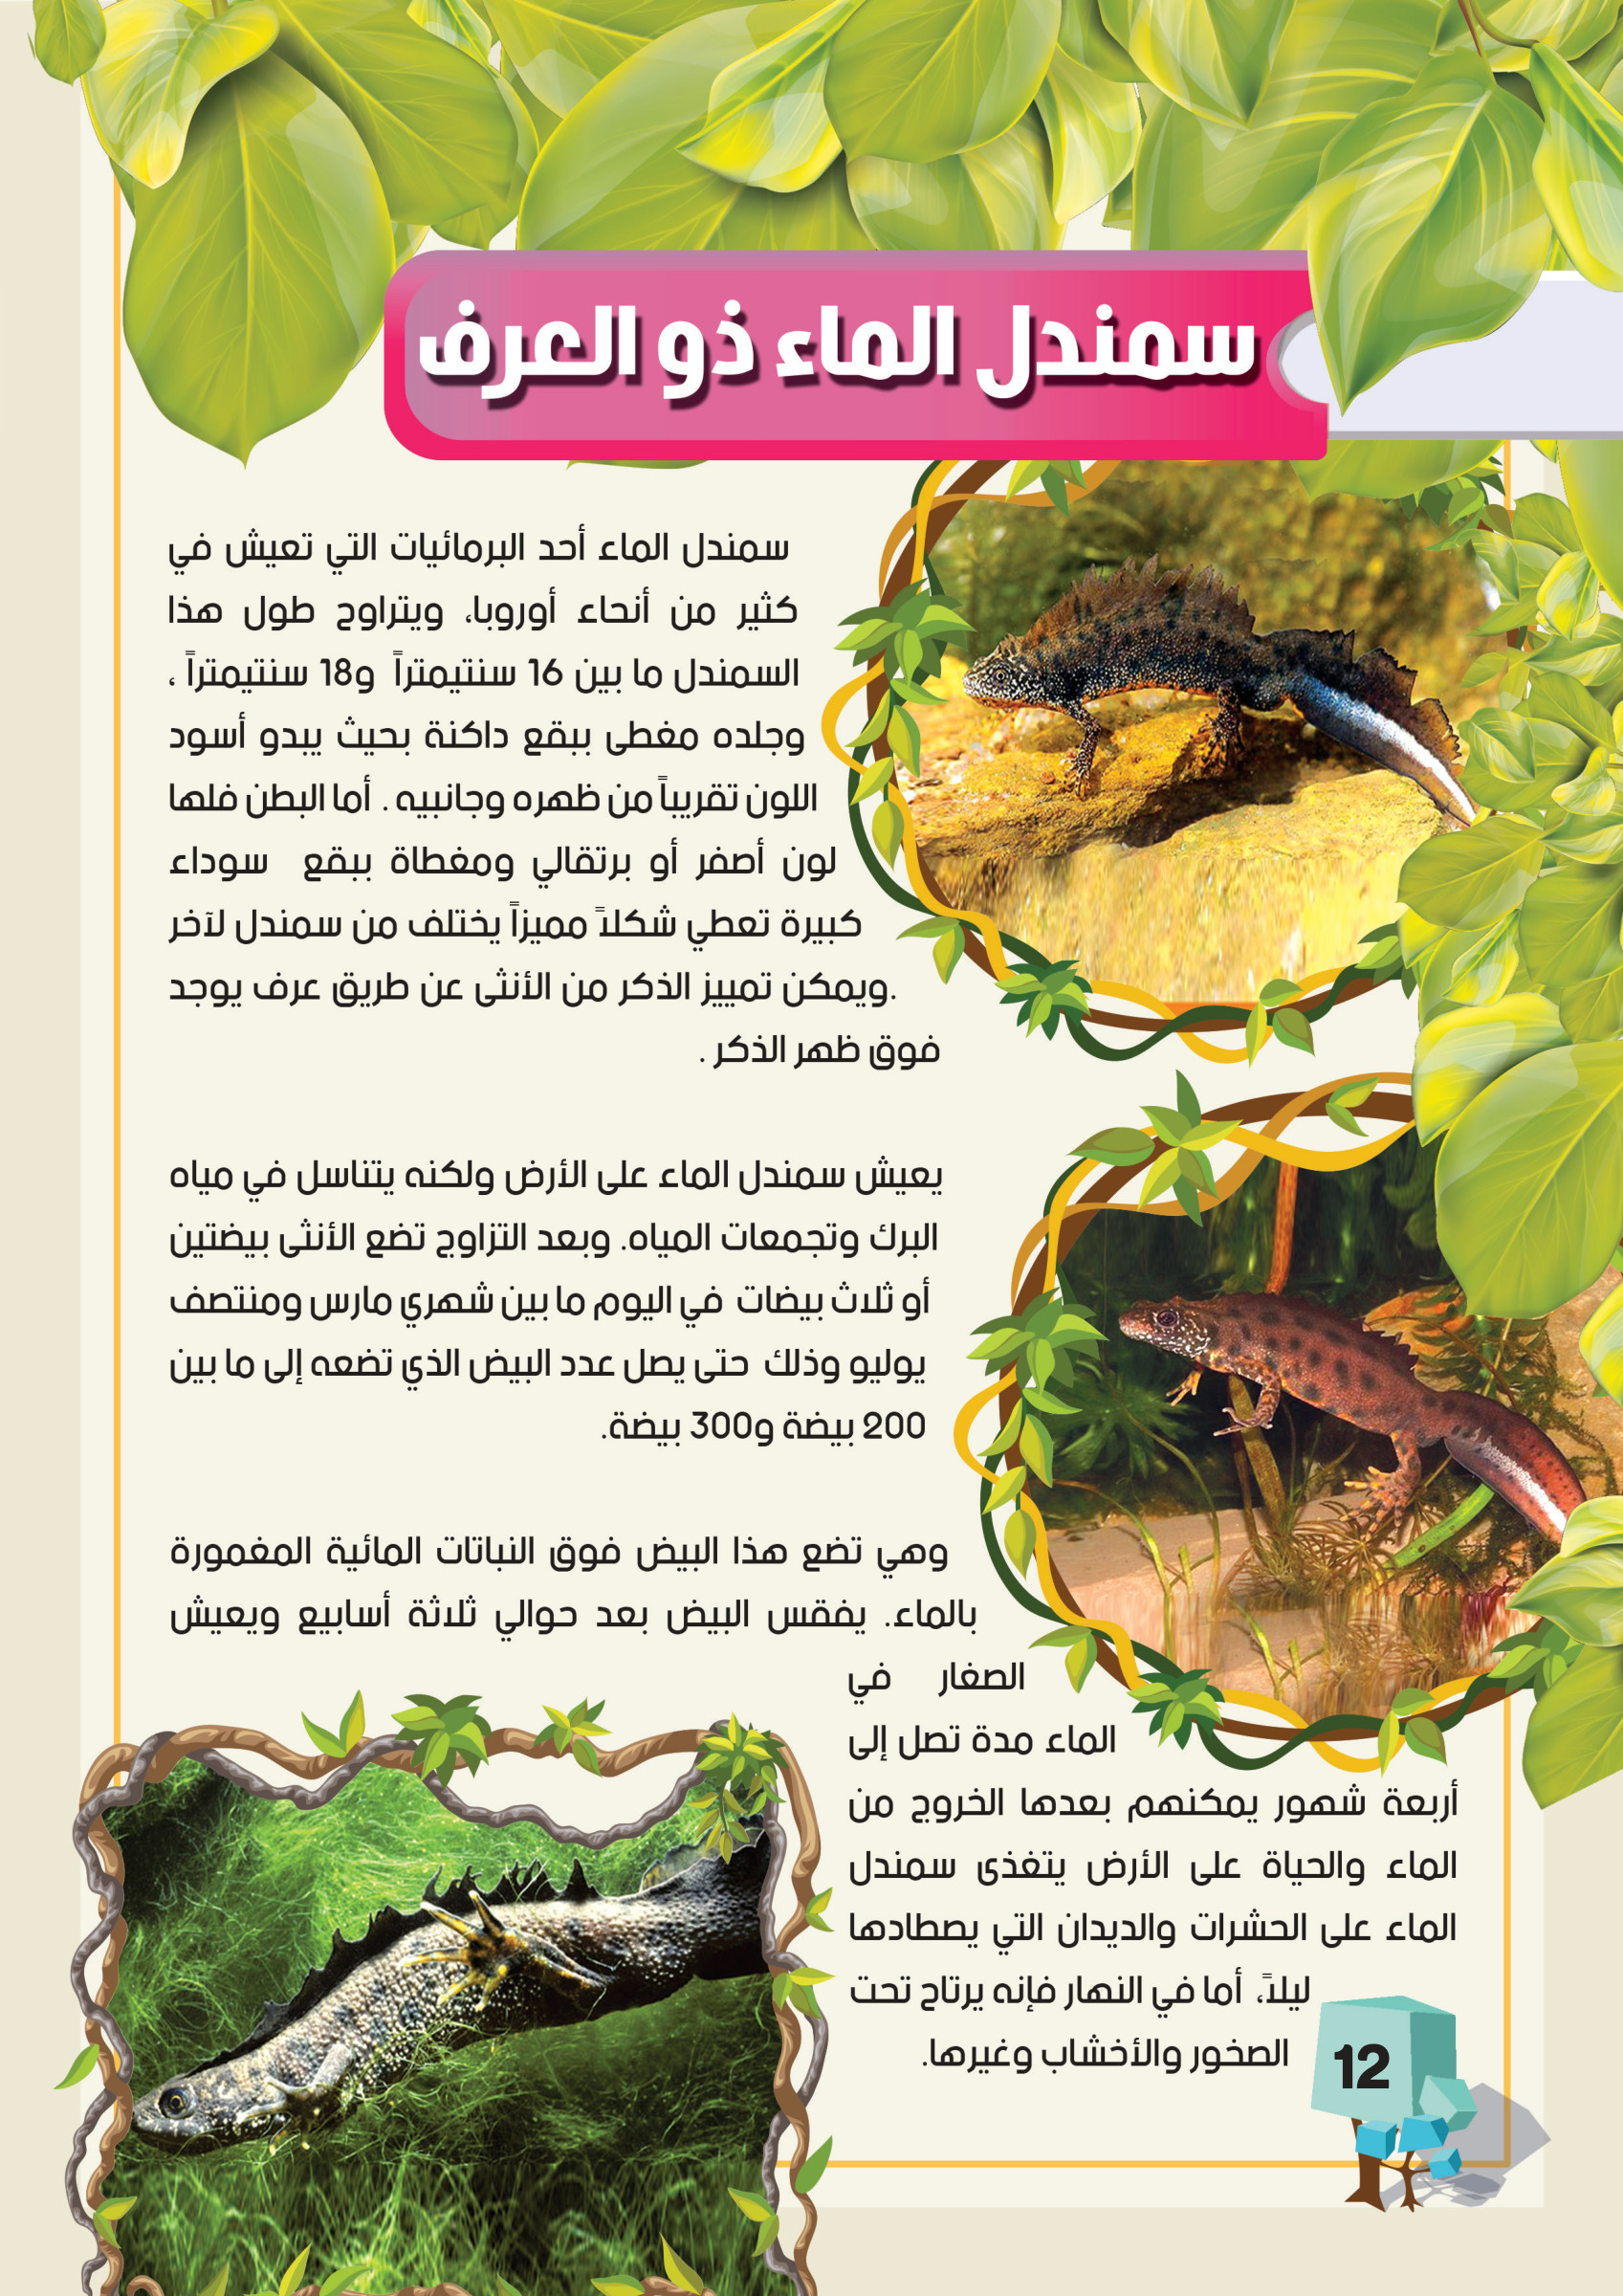 سمندل الماء ذو العرف
سمندل الماء أحد البرمائيات التي تعيش في
كثير من أنحاء أوروبا، ويتراوح طول هذا
السمندل ما بين 16 سنتيمتراً و18 سنتيمتراً ،
وجلده مغطى ببقع داكنة بحيث يبدو أسود
اللون تقريباً من ظهره وجانبيه . أما البطن فلها
لون أصفر أو برتقالي ومغطاة ببقع سوداء
كبيرة تعطي شكلاً مميزاً يختلف من سمندل لآخر
.ويمكن تمييز الذكر من الأنثى عن طريق عرف يوجد
فوق ظهر الذكر .
يعيش سمندل الماء على الأرض ولكنه يتناسل في مياه
البرك وتجمعات المياه. وبعد التزاوج تضع الأنثى بيضتين
أو ثلاث بيضات في اليوم ما بين شهري مارس ومنتصف
يوليو وذلك حتى يصل عدد البيض الذي تضعه إلى ما بين
200 بيضة و300 بيضة.
وهي تضع هذا البيض فوق النباتات المائية المغمورة
بالماء. يفقس البيض بعد حوالي ثلاثة أسابيع ويعيش
الصغار في
الماء مدة تصل إلى
أربعة شهور يمكنهم بعدها الخروج من
الماء والحياة على الأرض يتغذى سمندل
الماء على الحشرات والديدان التي يصطادها
ليلاً، أما في النهار فإنه يرتاح تحت
الصخور والأخشاب وغيرها.
12